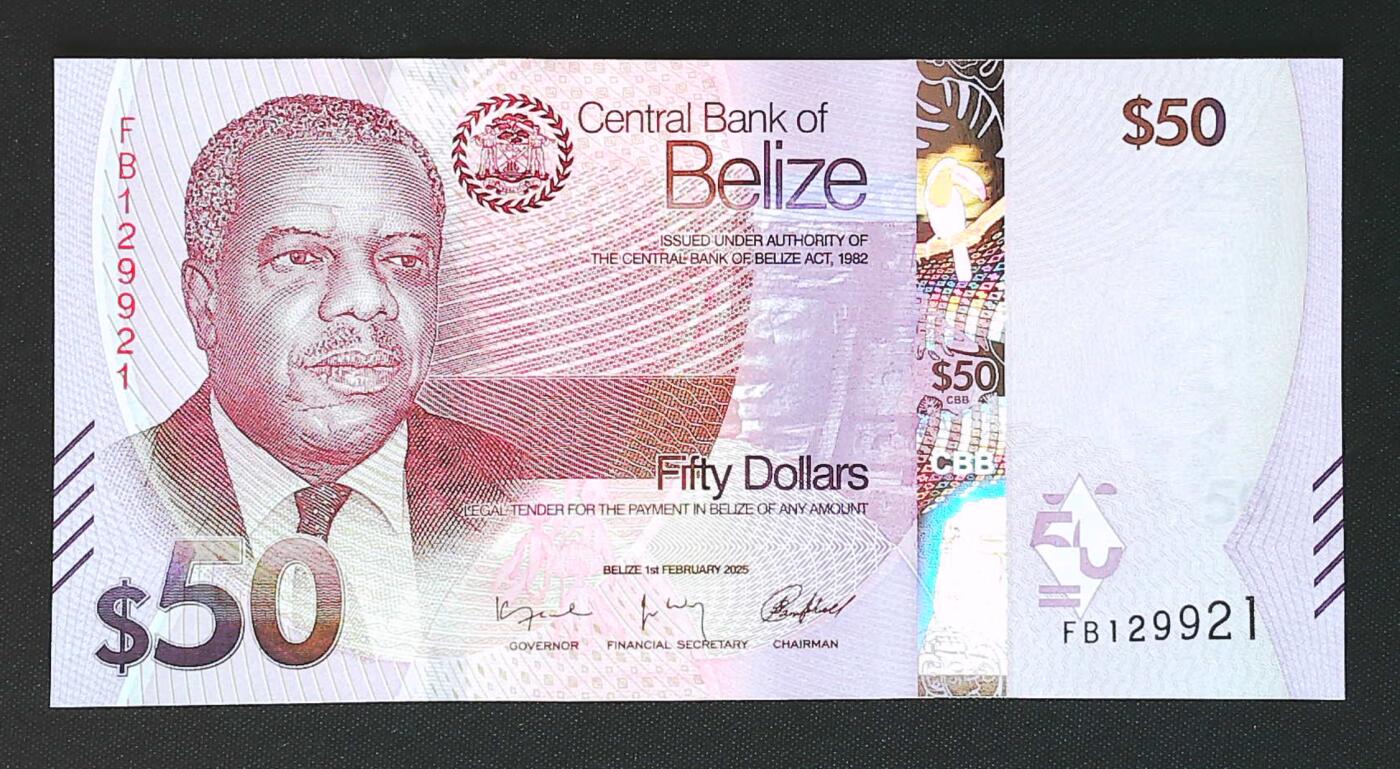 FB129921
Central Bank of
Belize
ISSUED UNDER AUTHORITY OF
THE CENTRAL BANK OF BELIZE ACT, 1982
$50
$50
CBB
CBB
Fifty Dollars
LEGAL TENDER FOR THE PAYMENT IN BELIZE OF ANY AMOUNT
BELIZE 1st FEBRUARY 2025
GOVERNOR FINANCIAL SECRETARY CHAIRMAN
$50
50
FB129921